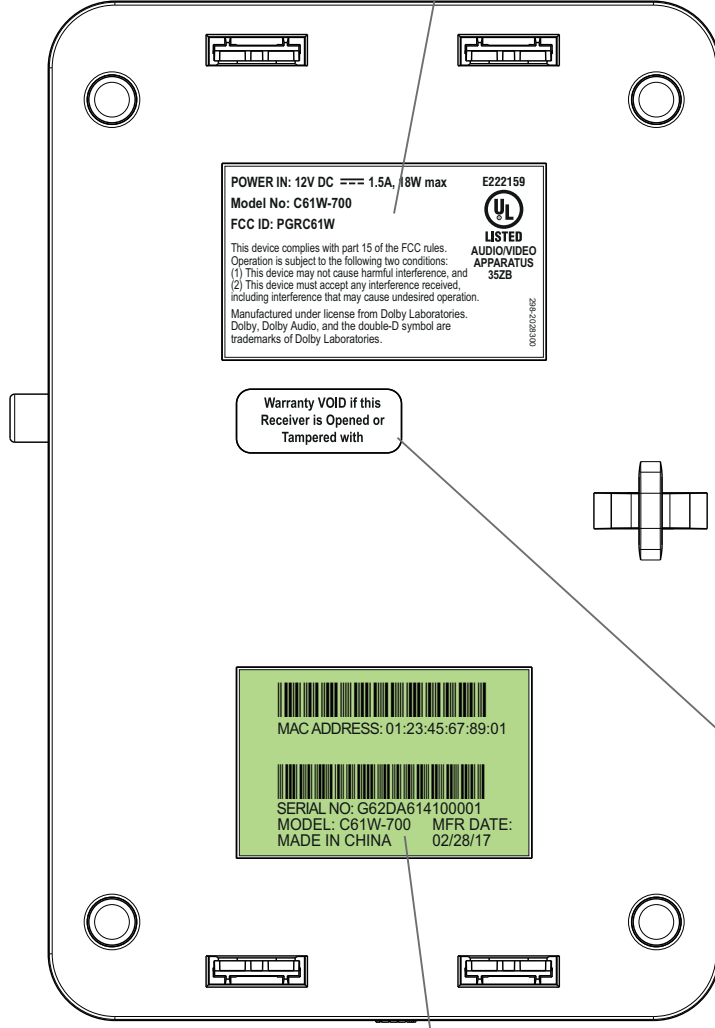 POWER IN: 12V DC 1.5A, 18W max
Model No: C61W-700
FCC ID: PGRC61W
This device complies with part 15 of the FCC rules.
Operation is subject to the following two conditions:
(1) This device may not cause harmful interference, and
(2) This device must accept any interference received,
including interference that may cause undesired operation.
Manufactured under license from Dolby Laboratories.
Dolby, Dolby Audio, and the double-D symbol are
trademarks of Dolby Laboratories.
E222159
UL
LISTED
AUDIO/VIDEO
APPARATUS
35ZB
298-2028300
Warranty VOID if this
Receiver is Opened or
Tampered with
MAC ADDRESS: 01:23:45:67:89:01
SERIAL NO: G62DA614100001
MODEL: C61W-700 MFR DATE:
MADE IN CHINA 02/28/17